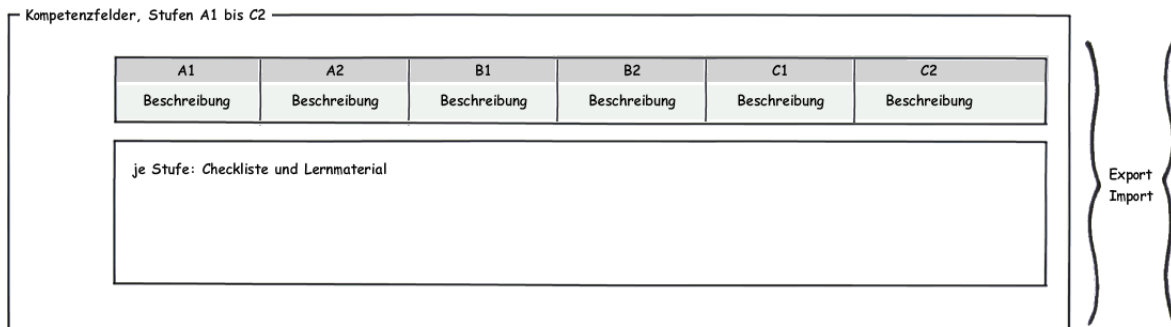 Kompetenzfelder, Stufen A1 bis C2
A1 A2 B1 B2 C1 C2
Beschreibung Beschreibung Beschreibung Beschreibung Beschreibung Beschreibung
je Stufe: Checkliste und Lernmaterial
Export
Import